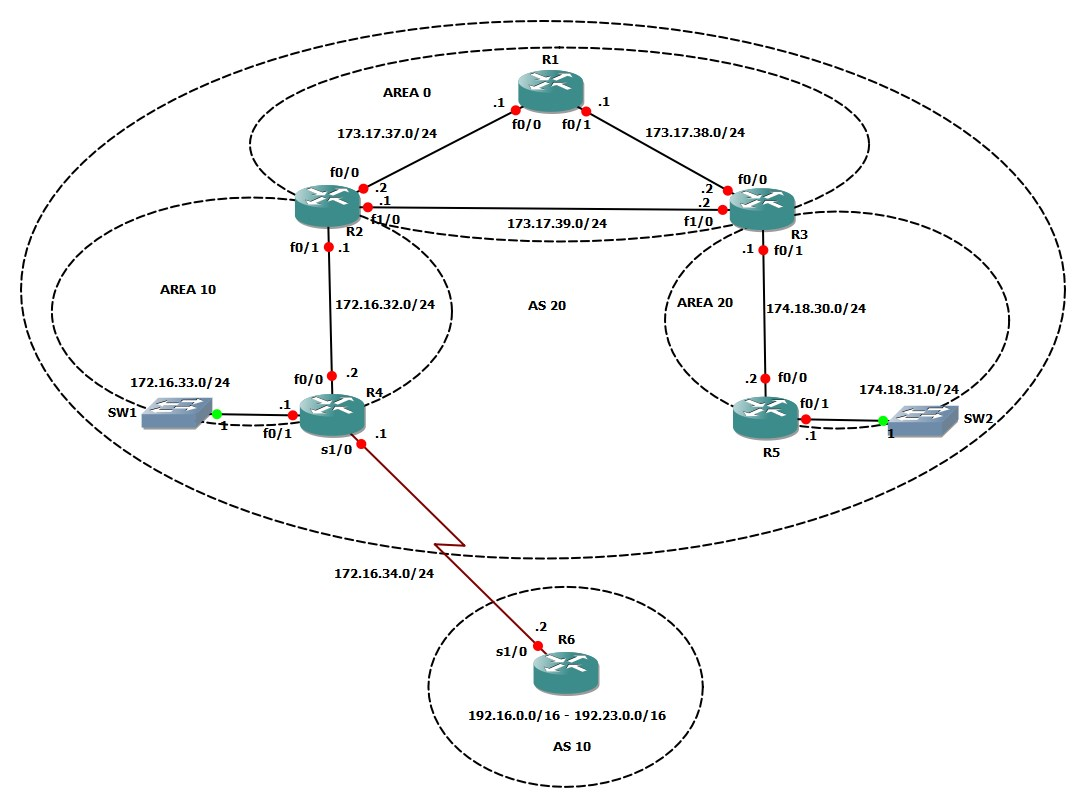 R1
AREA 0
.1
.1
f0/0
f0/1
173.17.37.0/24
173.17.38.0/24
f0/0
.2
.1
f1/0
R2
f0/1
.1
173.17.39.0/24
f0/0
.2
.2
f1/0
R3
.1
f0/1
AREA 10
172.16.32.0/24
AS 20
AREA 20
174.18.30.0/24
172.16.33.0/24
f0/0
.2
R4
SW1
1
.1
f0/1
s1/0
.1
.2
f0/0
174.18.31.0/24
f0/1
.1
R5
1
SW2
172.16.34.0/24
.2
s1/0
R6
192.16.0.0/16 - 192.23.0.0/16
AS 10